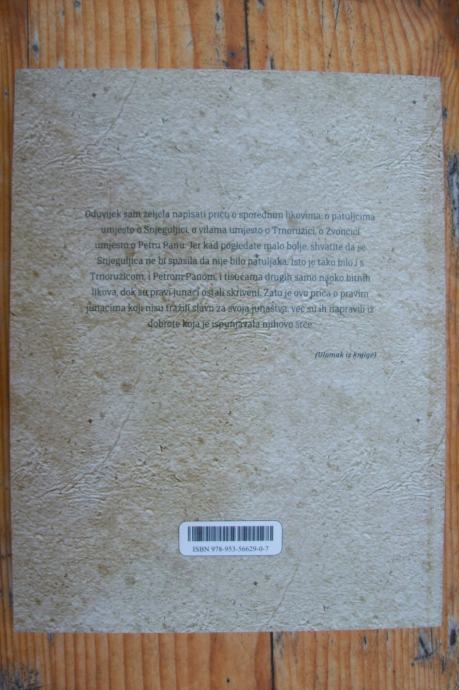 Oduvijek sam željela napisati priču o sporednim likovima: o patuljcima
umjesto o Snjeguljici, o vilama umjesto o Trnoružici, o Zvončici
umjesto o Petru Panu. Jer kad pogledate malo bolje, shvatite da je
Snjeguljica ne bi spasila da nije bilo patuljaka. Isto je tako bilo i s
Trnoružicom, i Petrom Panom, i tisućama drugih samo naoko bitnih
likova, dok su pravi junaci ostali skriveni. Zato je ovo priča o pravim
junacima koji nisu tražili slavu za svoja junaštva, već su ih napravili iz
dobrote koja je ispunjavala njihovo srce.
(Ulomak iz knjige)
ISBN 978-953-56629-0-7